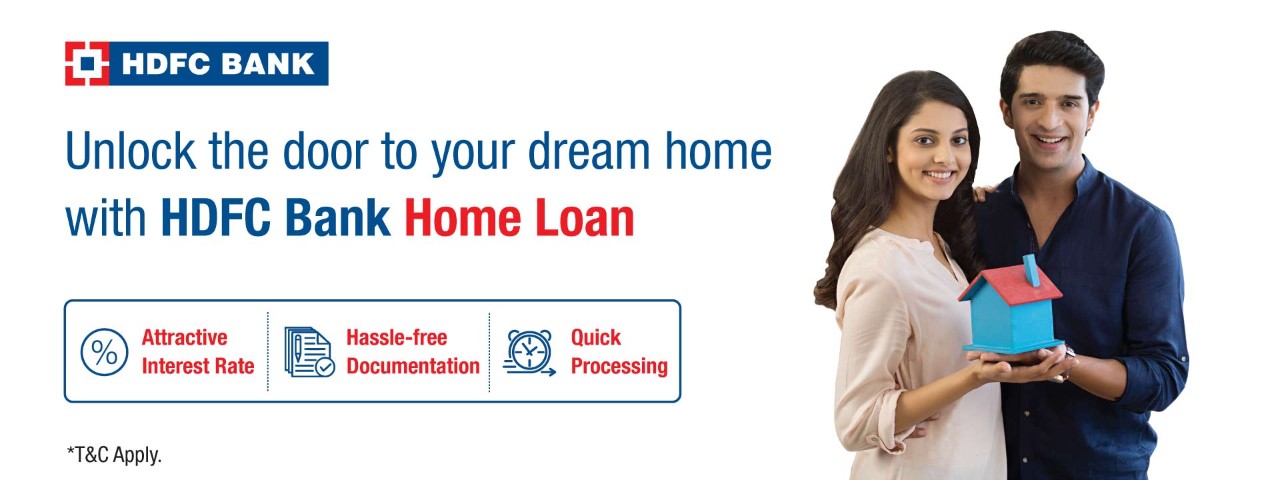 HDFC BANK
Unlock the door to your dream home
with HDFC Bank Home Loan
%
Attractive
Interest Rate
Hassle-free
Documentation
Quick
Processing
*T&C Apply.